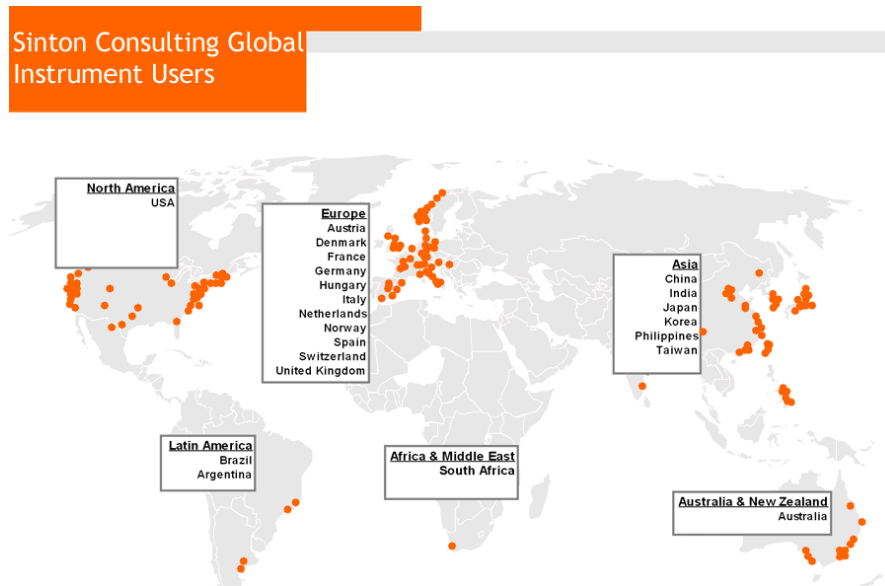 Sinton Consulting Global
Instrument Users
North America
USA
Europe
Austria
Denmark
France
Germany
Hungary
Italy
Netherlands
Norway
Spain
Switzerland
United Kingdom
Asia
China
India
Japan
Korea
Philippines
Taiwan
Latin America
Brazil
Argentina
Africa & Middle East
South Africa
Australia & New Zealand
Australia